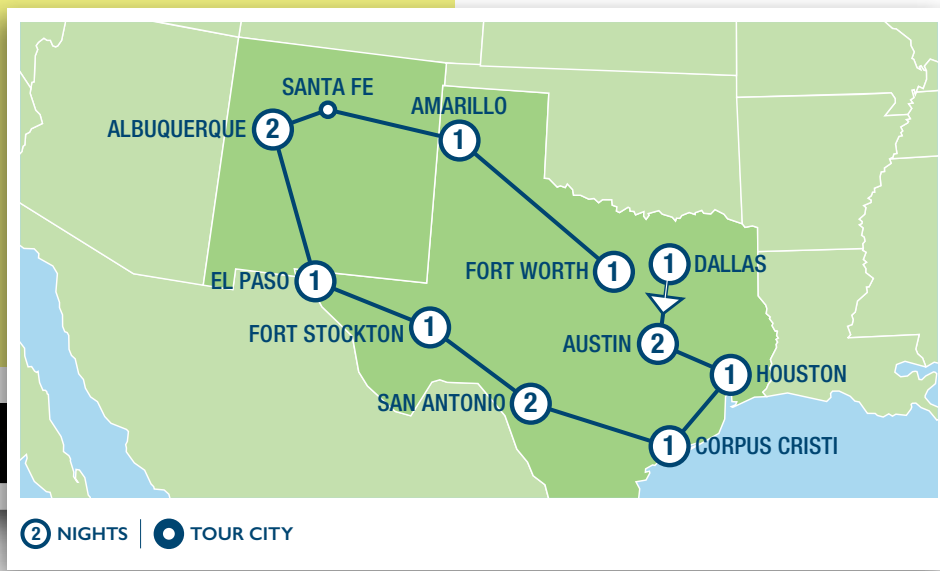 SANTA FE
AMARILLO
ALBUQUERQUE 2
1
EL PASO 1
FORT WORTH 1
1 DALLAS
FORT STOCKTON 1
AUSTIN 2
1 HOUSTON
SAN ANTONIO 2
1 CORPUS CRISTI
2 NIGHTS | TOUR CITY